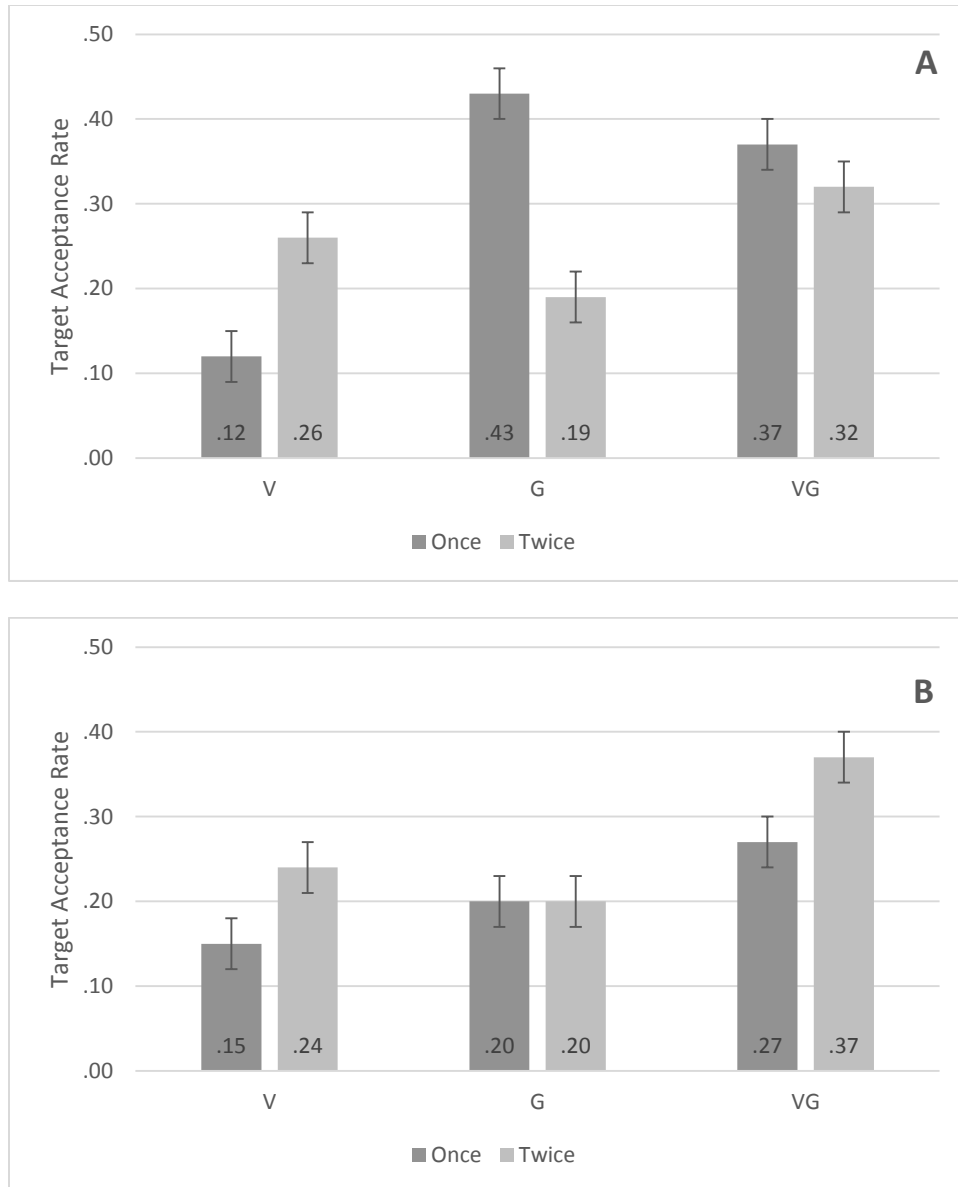 A
Target Acceptance Rate
.50
.40
.30
.20
.10
.00
.12 .26 .43 .19 .37 .32
V G VG
Once Twice
B
Target Acceptance Rate
.50
.40
.30
.20
.10
.00
.15 .24 .20 .20 .27 .37
V G VG
Once Twice